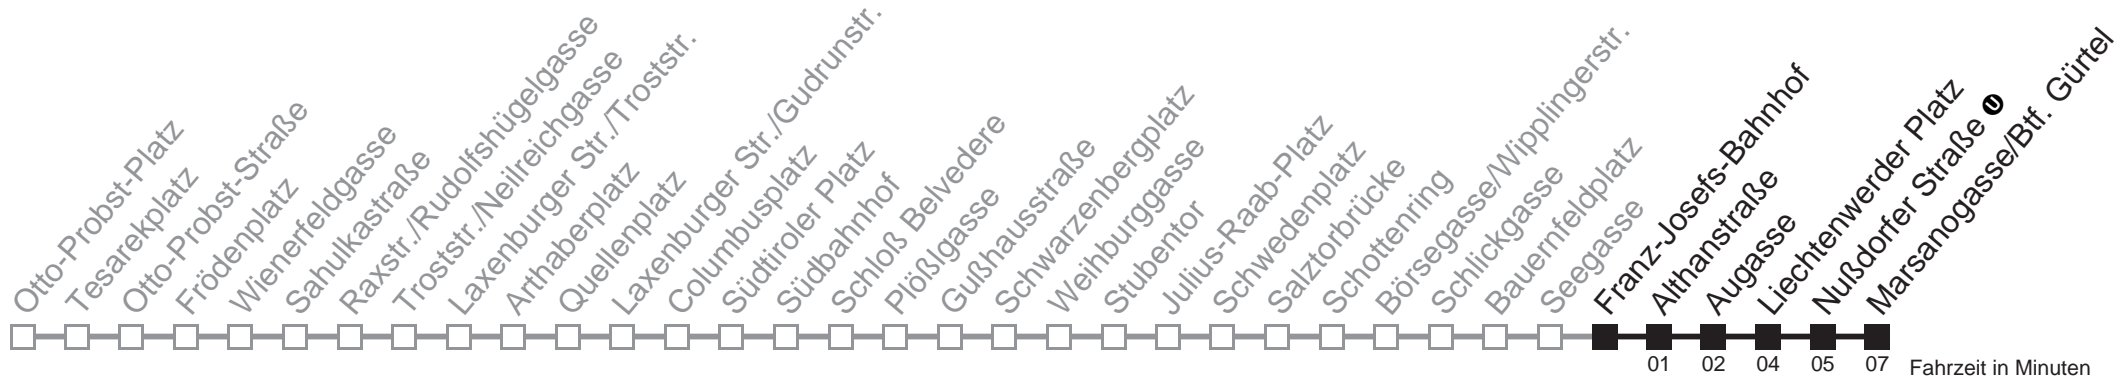 Otto-Probst-Platz
Tesarekplatz
Otto-Probst-Straße
Frödenplatz
Wienerfeldgasse
Sahulkastraße
Raxstr./Rudolfshügelgasse
Troststr./Neilreichgasse
Laxenburger Str./Troststr.
Arthaberplatz
Quellenplatz
Laxenburger Str./Gudrunstr.
Columbusplatz
Südtiroler Platz
Südbahnhof
Schloß Belvedere
Plößlgasse
Gußhausstraße
Schwarzenbergplatz
Weihburggasse
Stubentor
Julius-Raab-Platz
Schwedenplatz
Salztorbrücke
Schottenring
Börsegasse/Wipplingerstr.
Schlickgasse
Bauernfeldplatz
Seegasse
Franz-Josefs-Bahnhof
Althanstraße
Augasse
Liechtenwerder Platz
Nußdorfer Straße U
Marsanogasse/Btf. Gürtel
01 02 04 05 07 Fahrzeit in Minuten